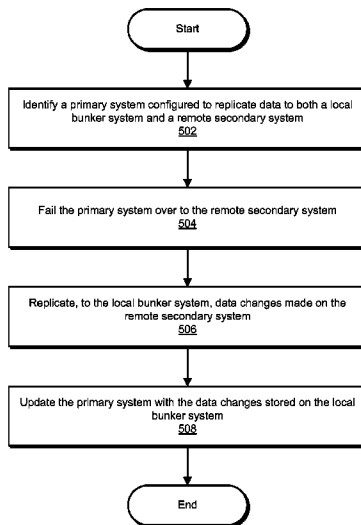 Start
Identify a primary system configured to replicate data to both a local
bunker system and a remote secondary system
502
Fail the primary system over to the remote secondary system
504
Replicate, to the local bunker system, data changes made on the
remote secondary system
506
Update the primary system with the data changes stored on the local
bunker system
508
End